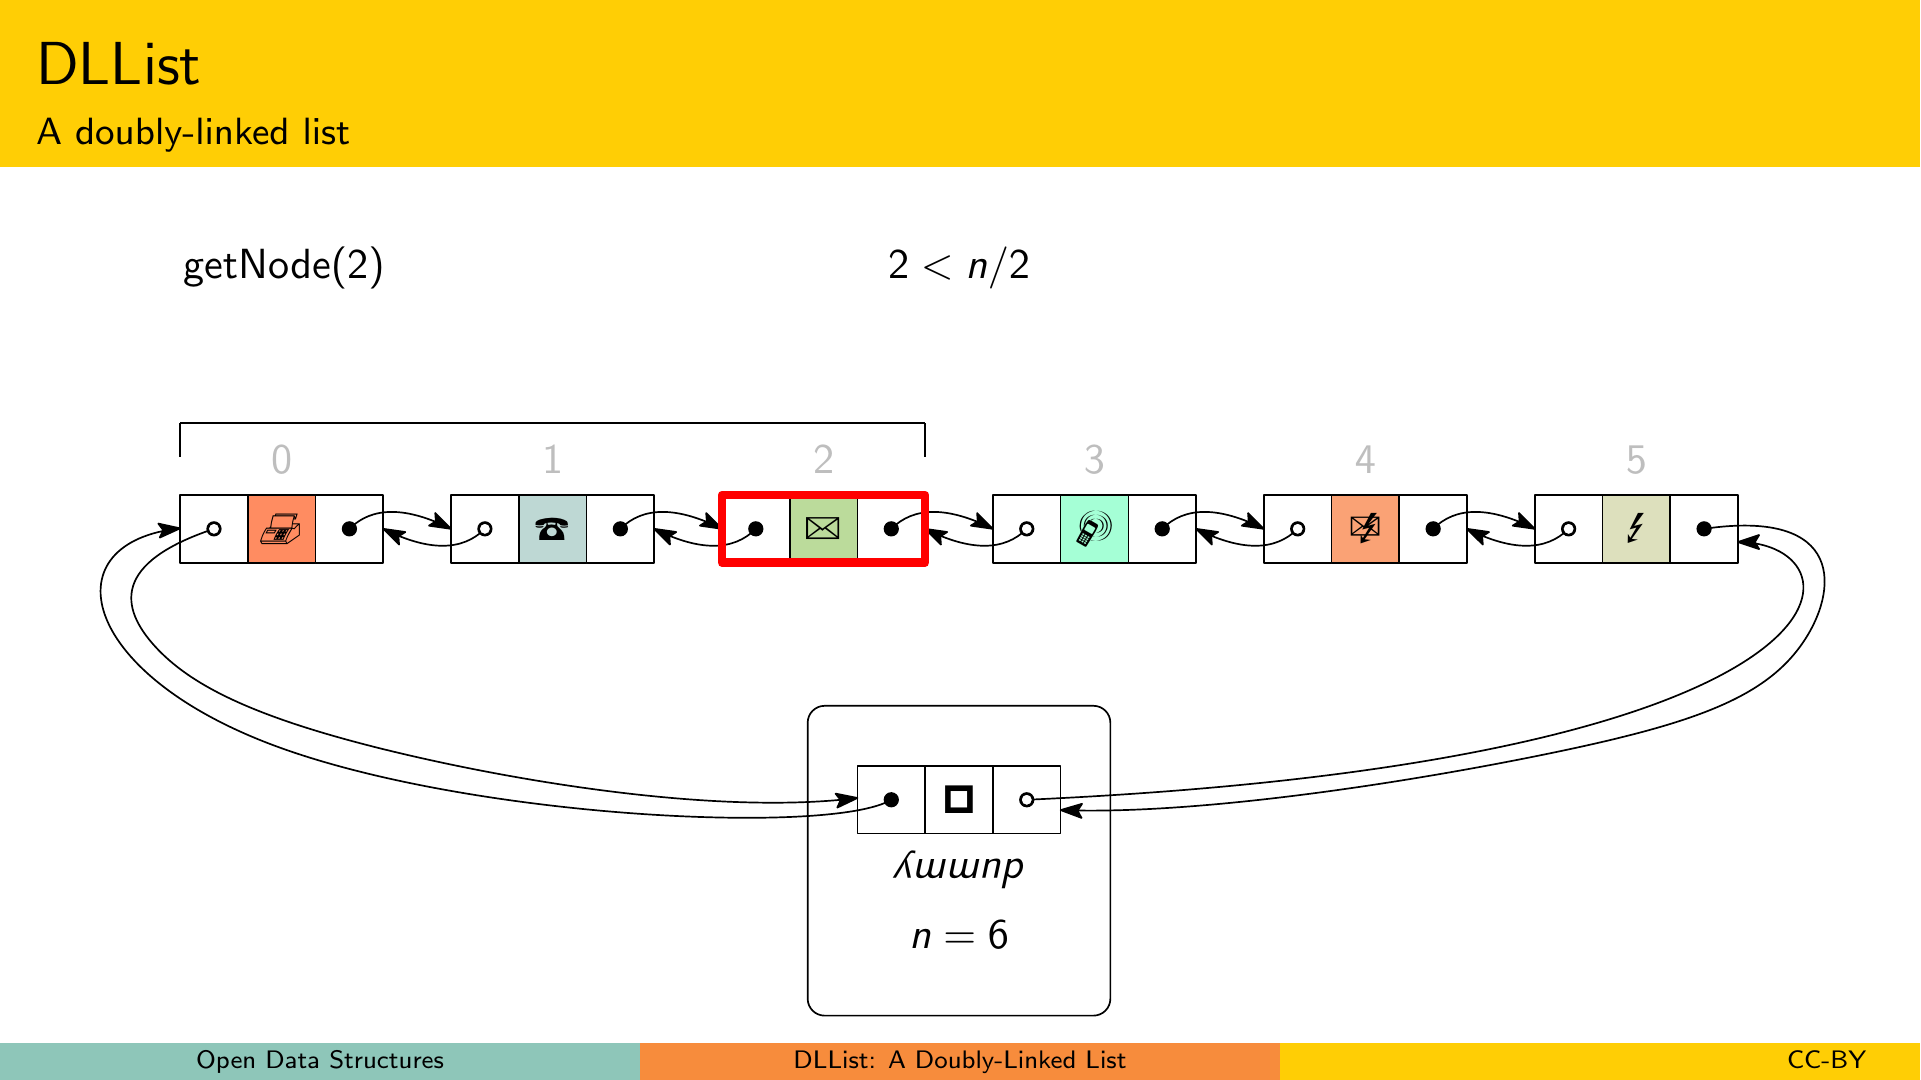 DLList
A doubly-linked list
getNode(2)
2 < n/2
0 1 2 3 4 5
dummy
n = 6
Open Data Structures
DLList: A Doubly-Linked List
CC-BY